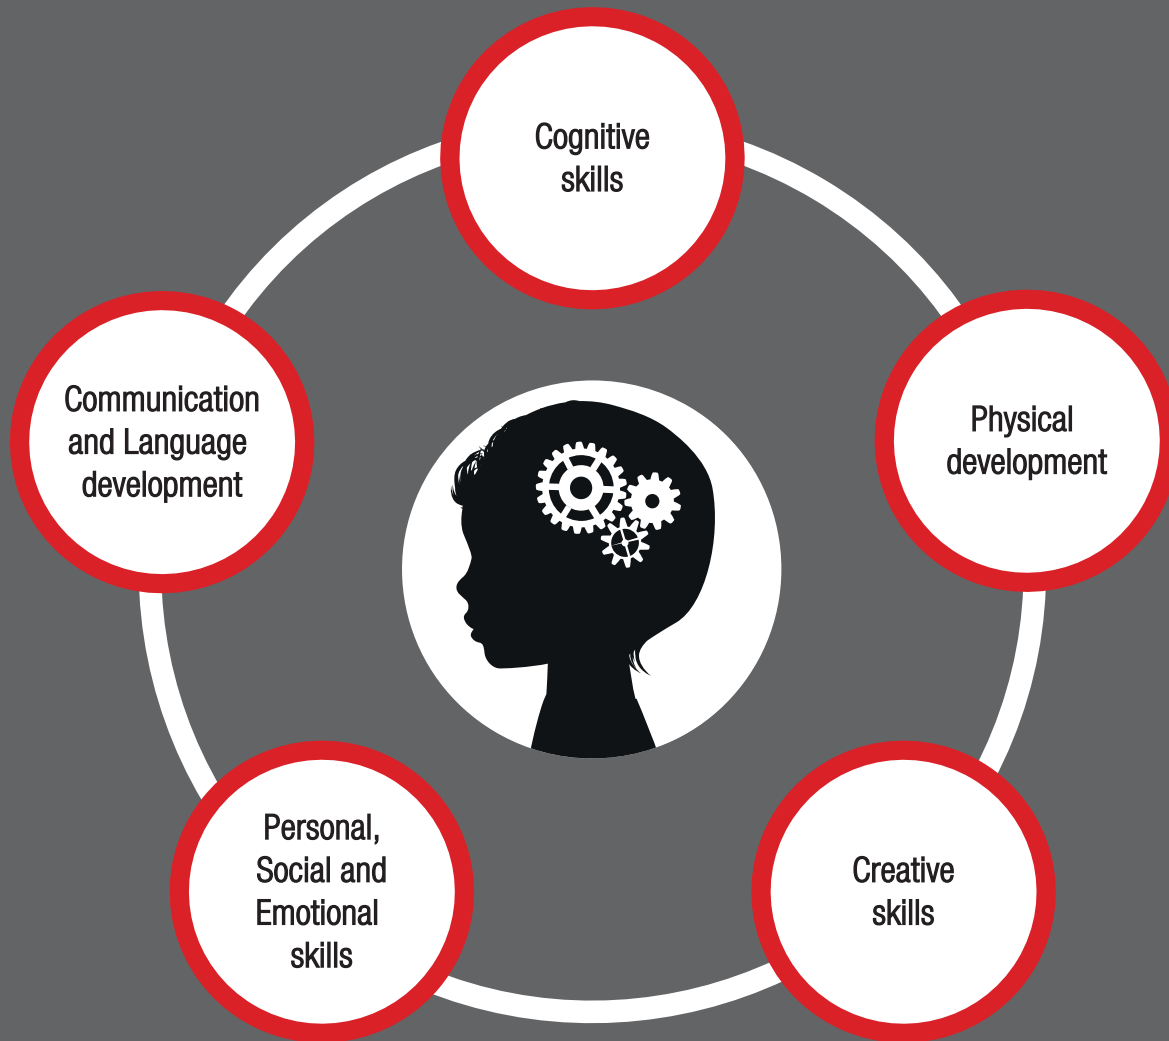 Cognitive
skills
Communication
and Language
development
Physical
development
Personal,
Social and
Emotional
skills
Creative
skills